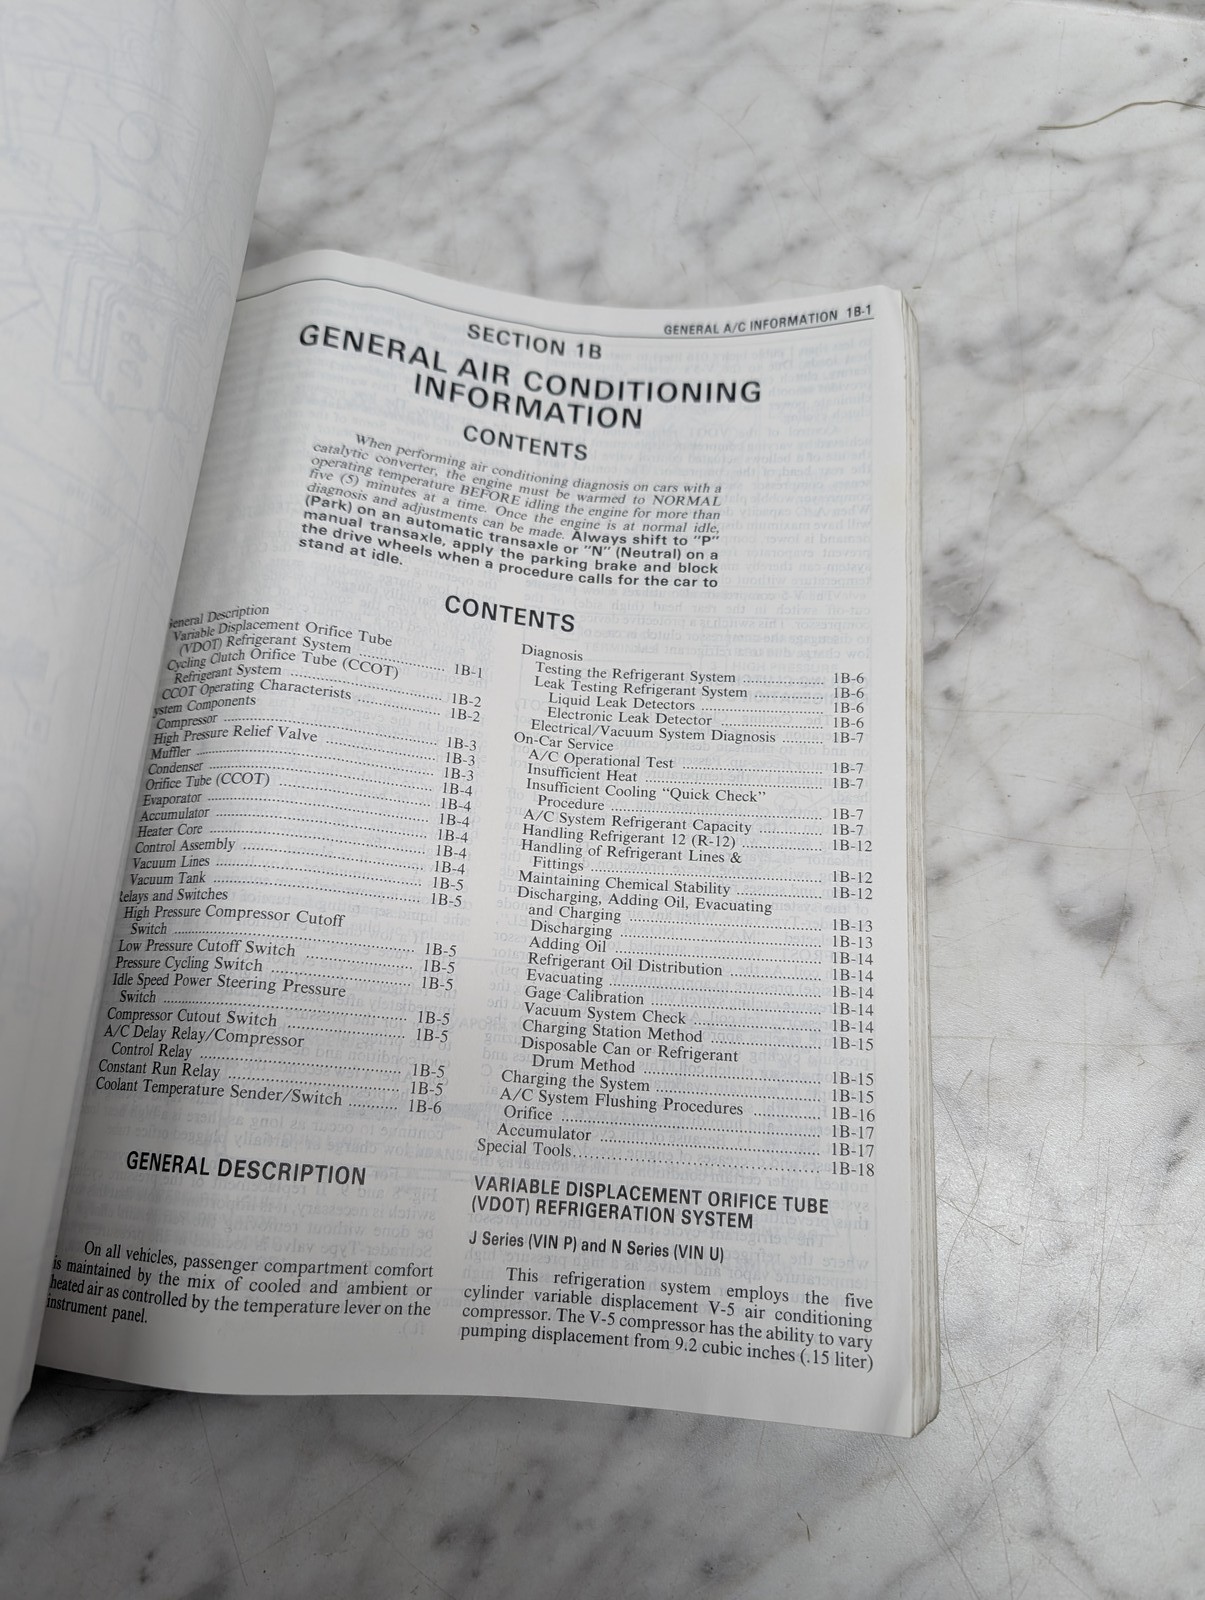 GENERAL A/C INFORMATION 1B-1
SECTION 1B
GENERAL AIR CONDITIONING
INFORMATION
CONTENTS
When performing air conditioning diagnosis on cars with a
catalytic converter, the engine must be warmed to NORMAL
operating temperature BEFORE idling the engine for more than
five (5) minutes at a time. Once the engine is at normal idle,
diagnosis and adjustments can be made. Always shift to "P"
(Park) on an automatic transaxle or "N" (Neutral) on a
manual transaxle, apply the parking brake and block
the drive wheels when a procedure calls for the car to
stand at idle.
CONTENTS
General Description
Variable Displacement Orifice Tube
(VDOT) Refrigerant System .................... 1B-1
Cycling Clutch Orifice Tube (CCOT)
Refrigerant System .................... 1B-2
CCOT Operating Characterists .................... 1B-2
ystem Components
Compressor .................... 1B-3
High Pressure Relief Valve .................... 1B-3
Muffler .................... 1B-3
Condenser .................... 1B-4
Orifice Tube (CCOT) .................... 1B-4
Evaporator .................... 1B-4
Accumulator .................... 1B-4
Heater Core .................... 1B-4
Control Assembly .................... 1B-4
Vacuum Lines .................... 1B-5
Vacuum Tank .................... 1B-5
Relays and Switches
High Pressure Compressor Cutoff
Switch .................... 1B-5
Low Pressure Cutoff Switch .................... 1B-5
Pressure Cycling Switch .................... 1B-5
Idle Speed Power Steering Pressure
Switch .................... 1B-5
Compressor Cutout Switch .................... 1B-5
A/C Delay Relay/Compressor
Control Relay .................... 1B-5
Constant Run Relay .................... 1B-5
Coolant Temperature Sender/Switch .......... 1B-6
GENERAL DESCRIPTION
On all vehicles, passenger compartment comfort
is maintained by the mix of cooled and ambient or
heated air as controlled by the temperature lever on the
instrument panel.
Diagnosis
Testing the Refrigerant System .................... 1B-6
Leak Testing Refrigerant System .................... 1B-6
Liquid Leak Detectors .................... 1B-6
Electronic Leak Detector .................... 1B-6
Electrical/Vacuum System Diagnosis .......... 1B-7
On-Car Service
A/C Operational Test .................... 1B-7
Insufficient Heat .................... 1B-7
Insufficient Cooling "Quick Check"
Procedure .................... 1B-7
A/C System Refrigerant Capacity .................... 1B-7
Handling Refrigerant 12 (R-12) .................... 1B-12
Handling of Refrigerant Lines &
Fittings .................... 1B-12
Maintaining Chemical Stability .................... 1B-12
Discharging, Adding Oil, Evacuating
and Charging .................... 1B-13
Discharging .................... 1B-13
Adding Oil .................... 1B-14
Refrigerant Oil Distribution .................... 1B-14
Evacuating .................... 1B-14
Gage Calibration .................... 1B-14
Vacuum System Check .................... 1B-14
Charging Station Method .................... 1B-15
Disposable Can or Refrigerant
Drum Method .................... 1B-15
Charging the System .................... 1B-15
A/C System Flushing Procedures .................... 1B-16
Orifice .................... 1B-17
Accumulator .................... 1B-17
Special Tools .................... 1B-18
VARIABLE DISPLACEMENT ORIFICE TUBE
(VDOT) REFRIGERATION SYSTEM
J Series (VIN P) and N Series (VIN U)
This refrigeration system employs the five
cylinder variable displacement V-5 air conditioning
compressor. The V-5 compressor has the ability to vary
pumping displacement from 9.2 cubic inches (.15 liter)